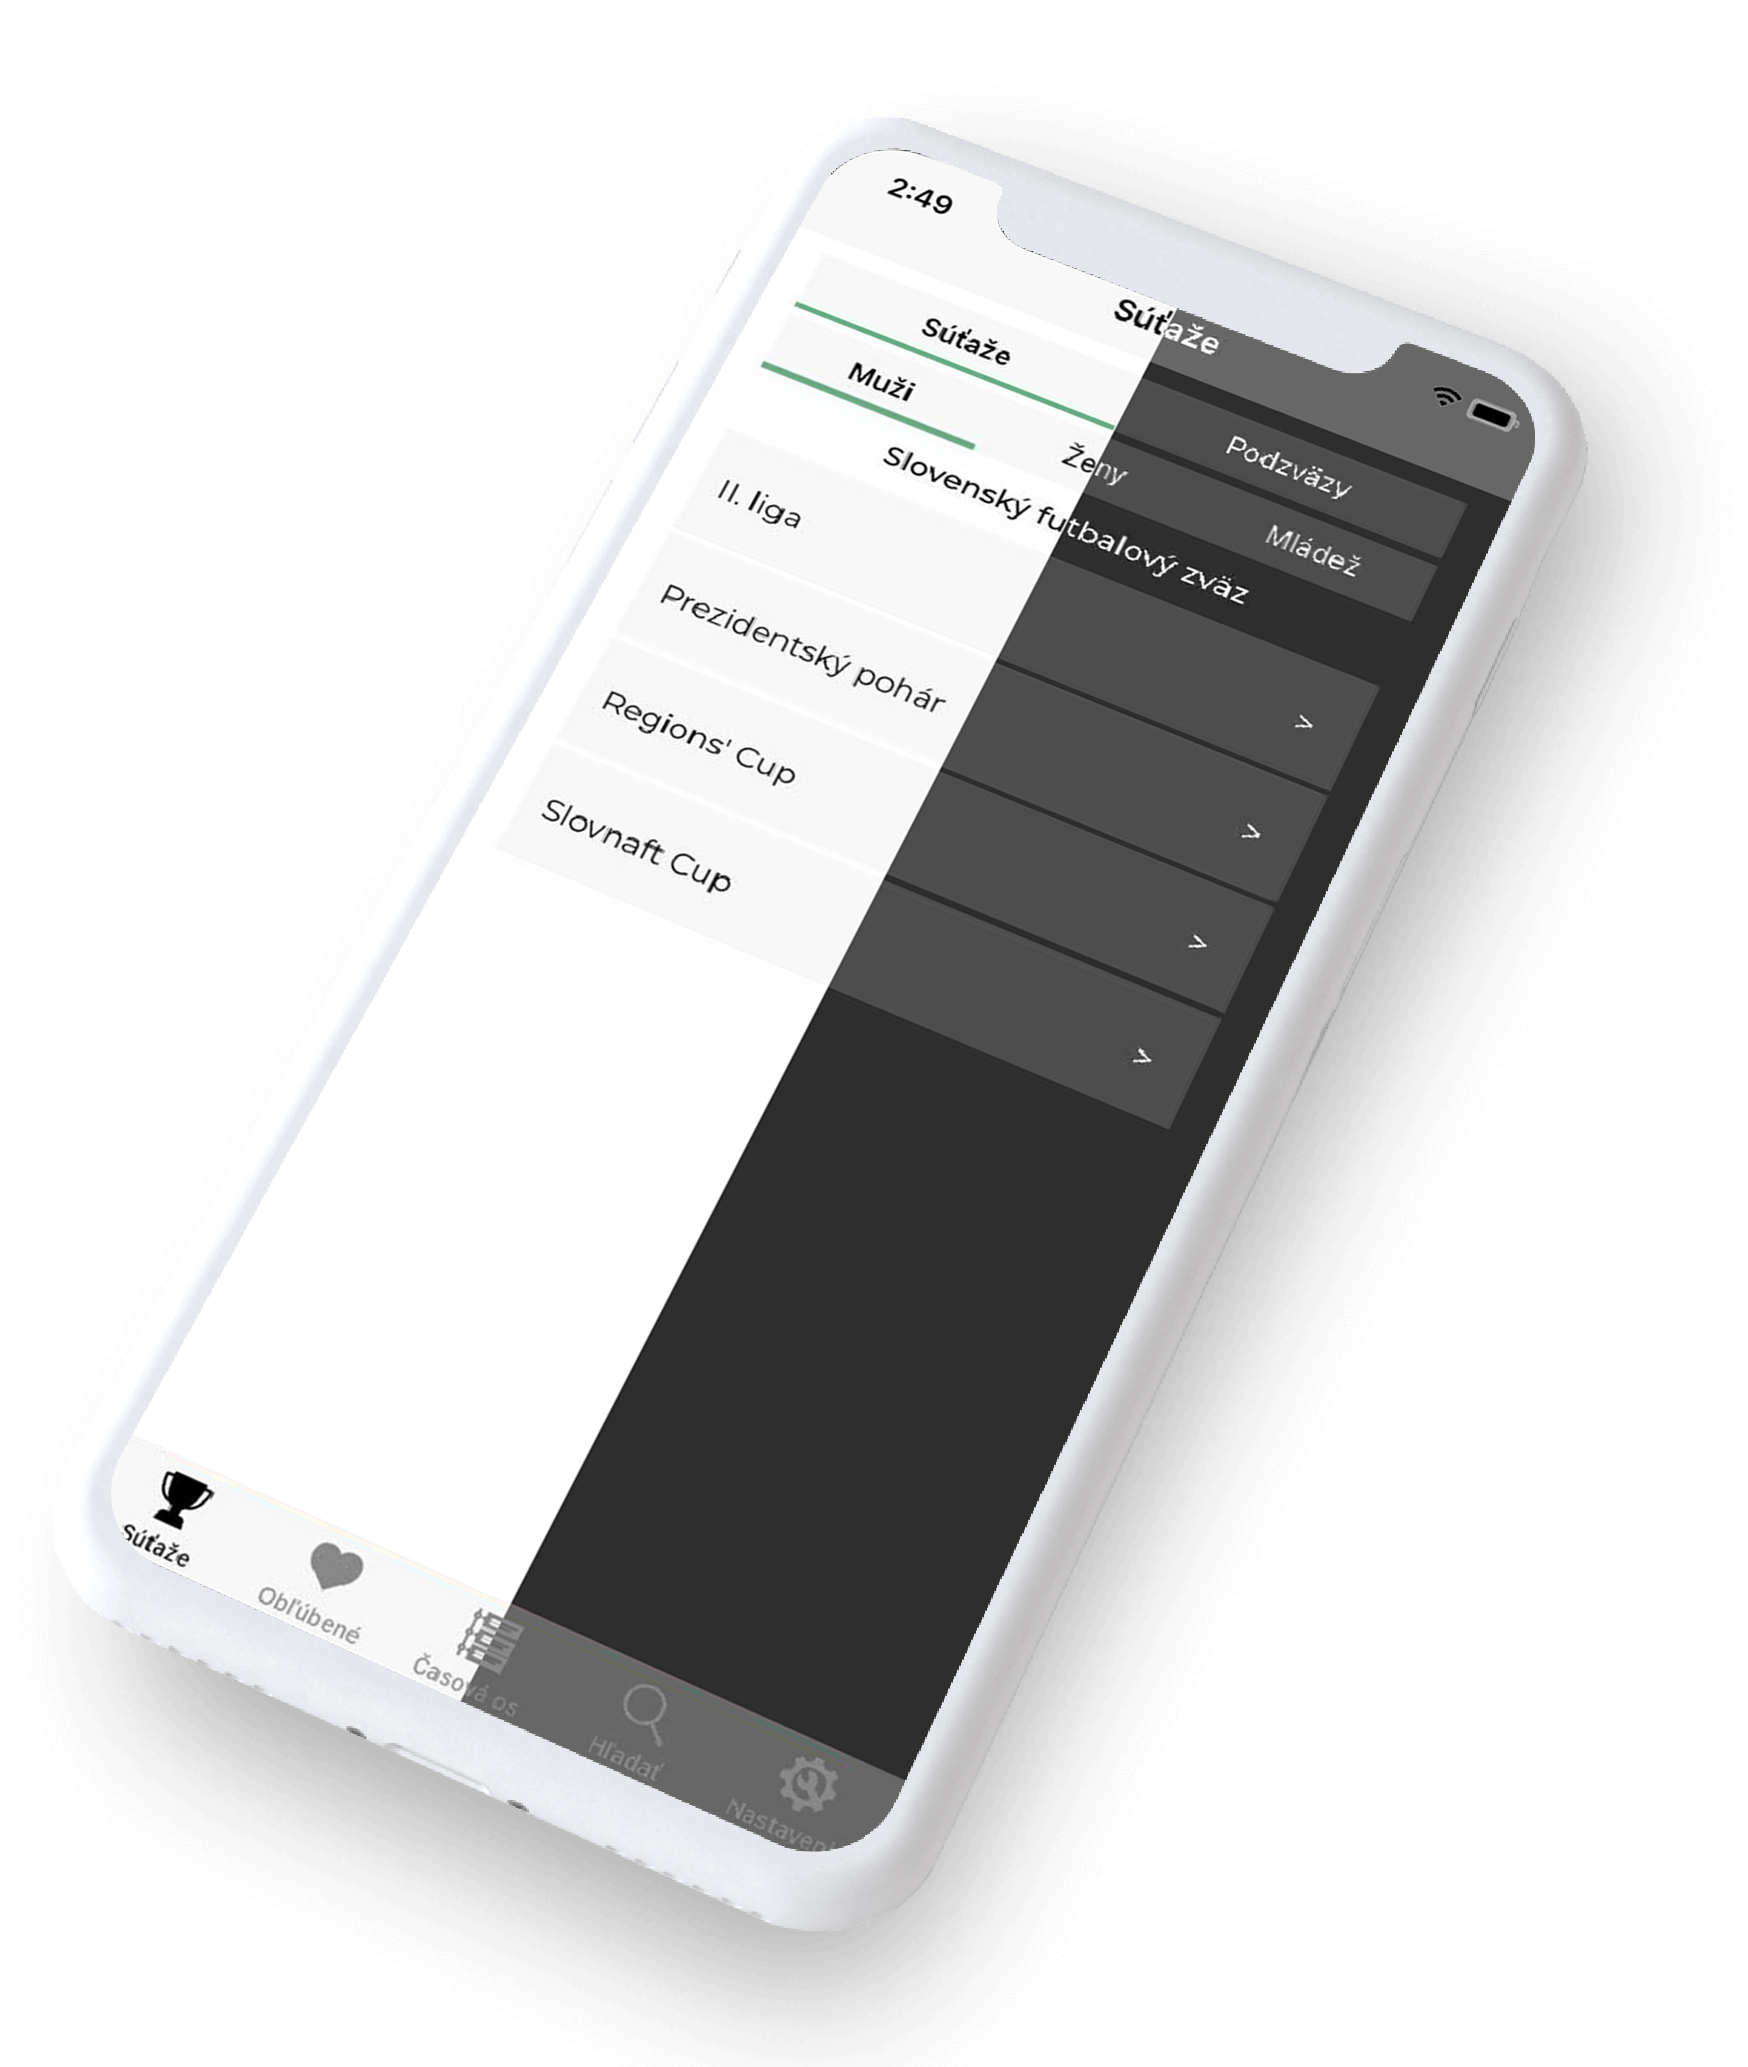 2:49
Súťaže
Súťaže Podzväzy
Muži Ženy Mládež
Slovenský futbalový zväz
II. liga >
Prezidentský pohár >
Regions' Cup >
Slovnaft Cup >
Súťaže Obľúbené Časová os Hľadať